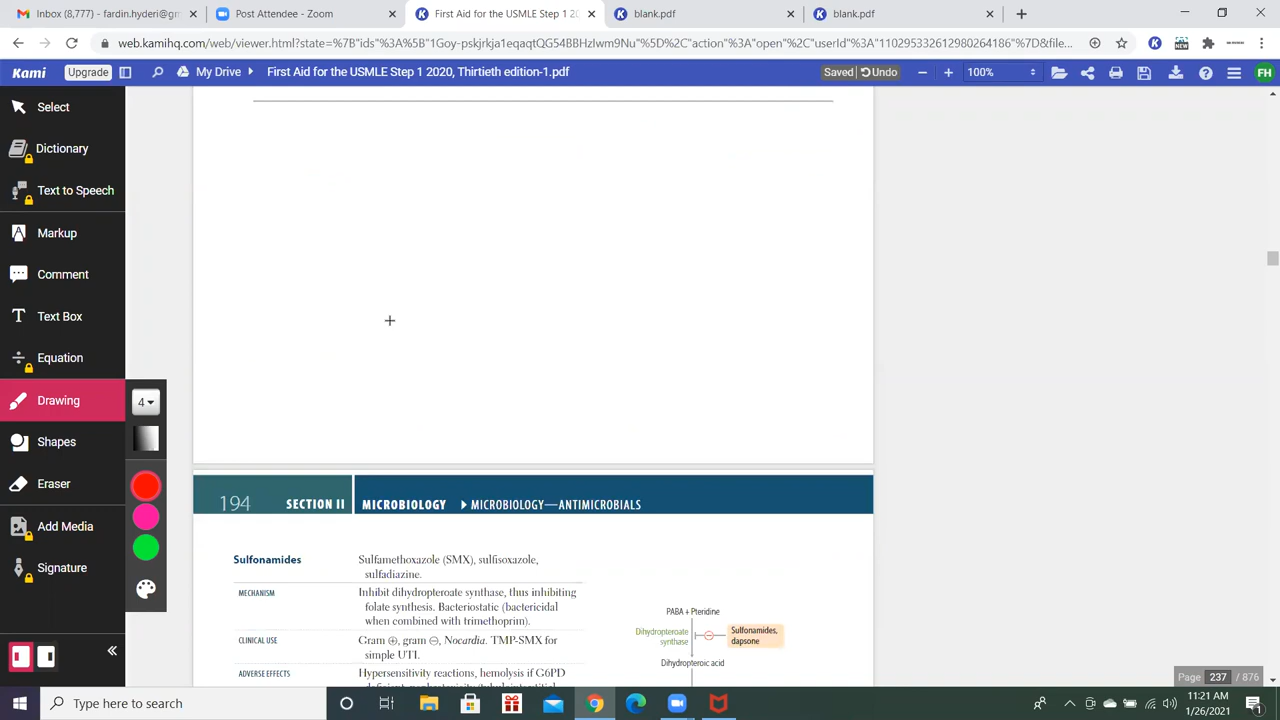 Inbox (8,777) - fardin.hyderi@gm
Post Attendee - Zoom
First Aid for the USMLE Step 1 20
blank.pdf
blank.pdf
web.kamihq.com/web/viewer.html?state=%7B"ids"%3A%5B"1Goy-pskjrkja1eqaqtQG54BBHzIwm9Nu"%5D%2C"action"%3A"open"%2C"userId"%3A"110295332612980264186"%7D&file...
NEW
Kami
Upgrade
My Drive
First Aid for the USMLE Step 1 2020, Thirtieth edition-1.pdf
Saved
Undo
100%
FH
Select
Dictionary
Text to Speech
Markup
Comment
Text Box
Equation
Drawing
4
Shapes
Eraser
Add Media
Signature
194
SECTION II
MICROBIOLOGY
MICROBIOLOGY—ANTIMICROBIALS
Sulfonamides
Sulfamethoxazole (SMX), sulfisoxazole,
sulfadiazine.
MECHANISM
Inhibit dihydropteroate synthase, thus inhibiting
folate synthesis. Bacteriostatic (bactericidal
when combined with trimethoprim).
CLINICAL USE
Gram ⊕, gram ⊖, Nocardia. TMP-SMX for
simple UTI.
ADVERSE EFFECTS
Hypersensitivity reactions, hemolysis if G6PD
PABA + Pteridine
Dihydropteroate
synthase
Sulfonamides,
dapsone
Dihydropteroic acid
Page 237 / 876
Type here to search
11:21 AM
1/26/2021